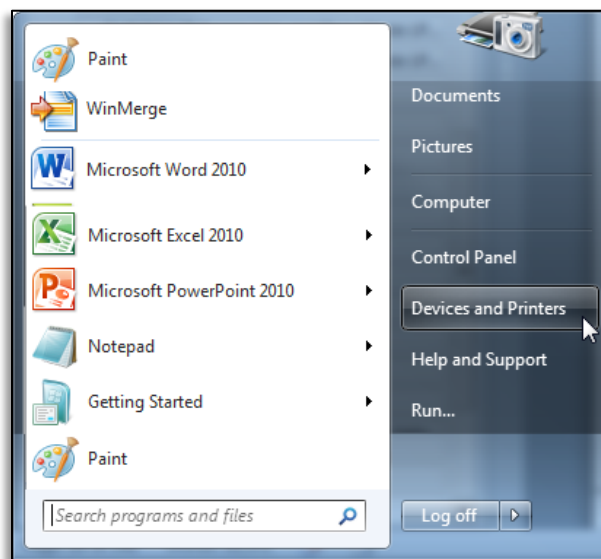 Paint
WinMerge
Microsoft Word 2010
Microsoft Excel 2010
Microsoft PowerPoint 2010
Notepad
Getting Started
Paint
Search programs and files
Documents
Pictures
Computer
Control Panel
Devices and Printers
Help and Support
Run...
Log off